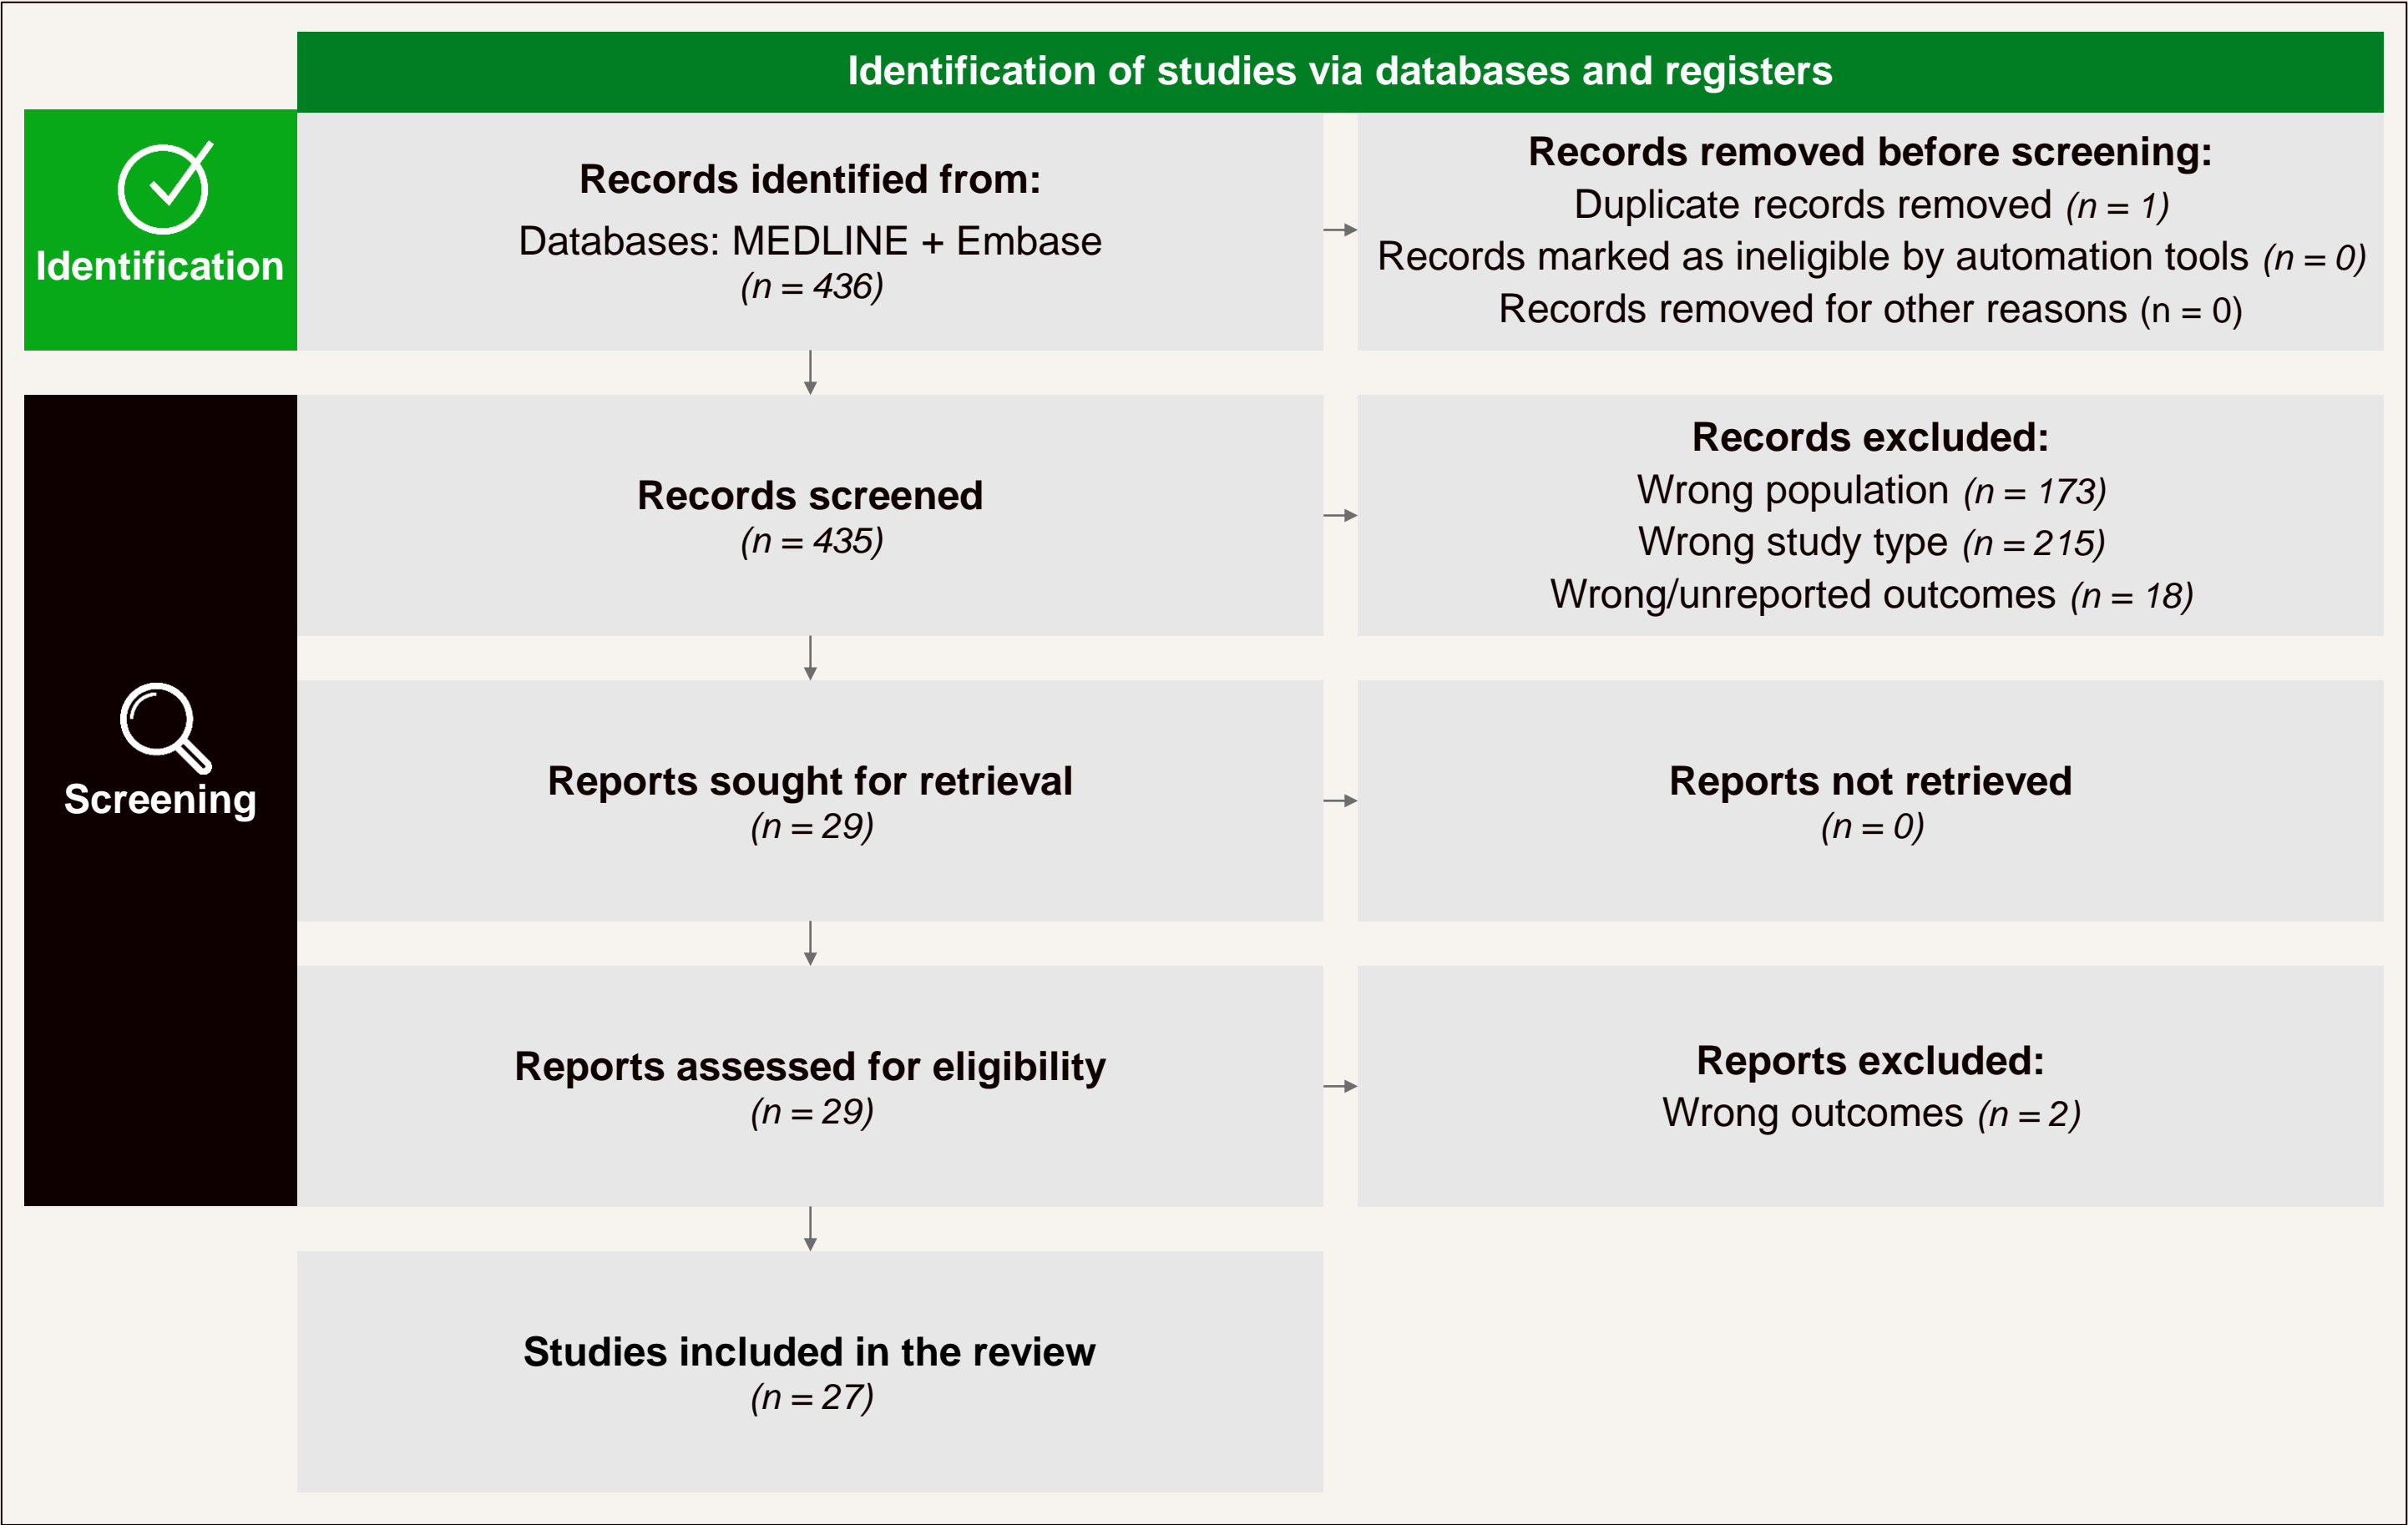 Identification of studies via databases and registers
Identification
Records identified from:
Databases: MEDLINE + Embase
(n = 436)
Records removed before screening:
Duplicate records removed (n = 1)
Records marked as ineligible by automation tools (n = 0)
Records removed for other reasons (n = 0)
Screening
Records screened
(n = 435)
Records excluded:
Wrong population (n = 173)
Wrong study type (n = 215)
Wrong/unreported outcomes (n = 18)
Reports sought for retrieval
(n = 29)
Reports not retrieved
(n = 0)
Reports assessed for eligibility
(n = 29)
Reports excluded:
Wrong outcomes (n = 2)
Studies included in the review
(n = 27)